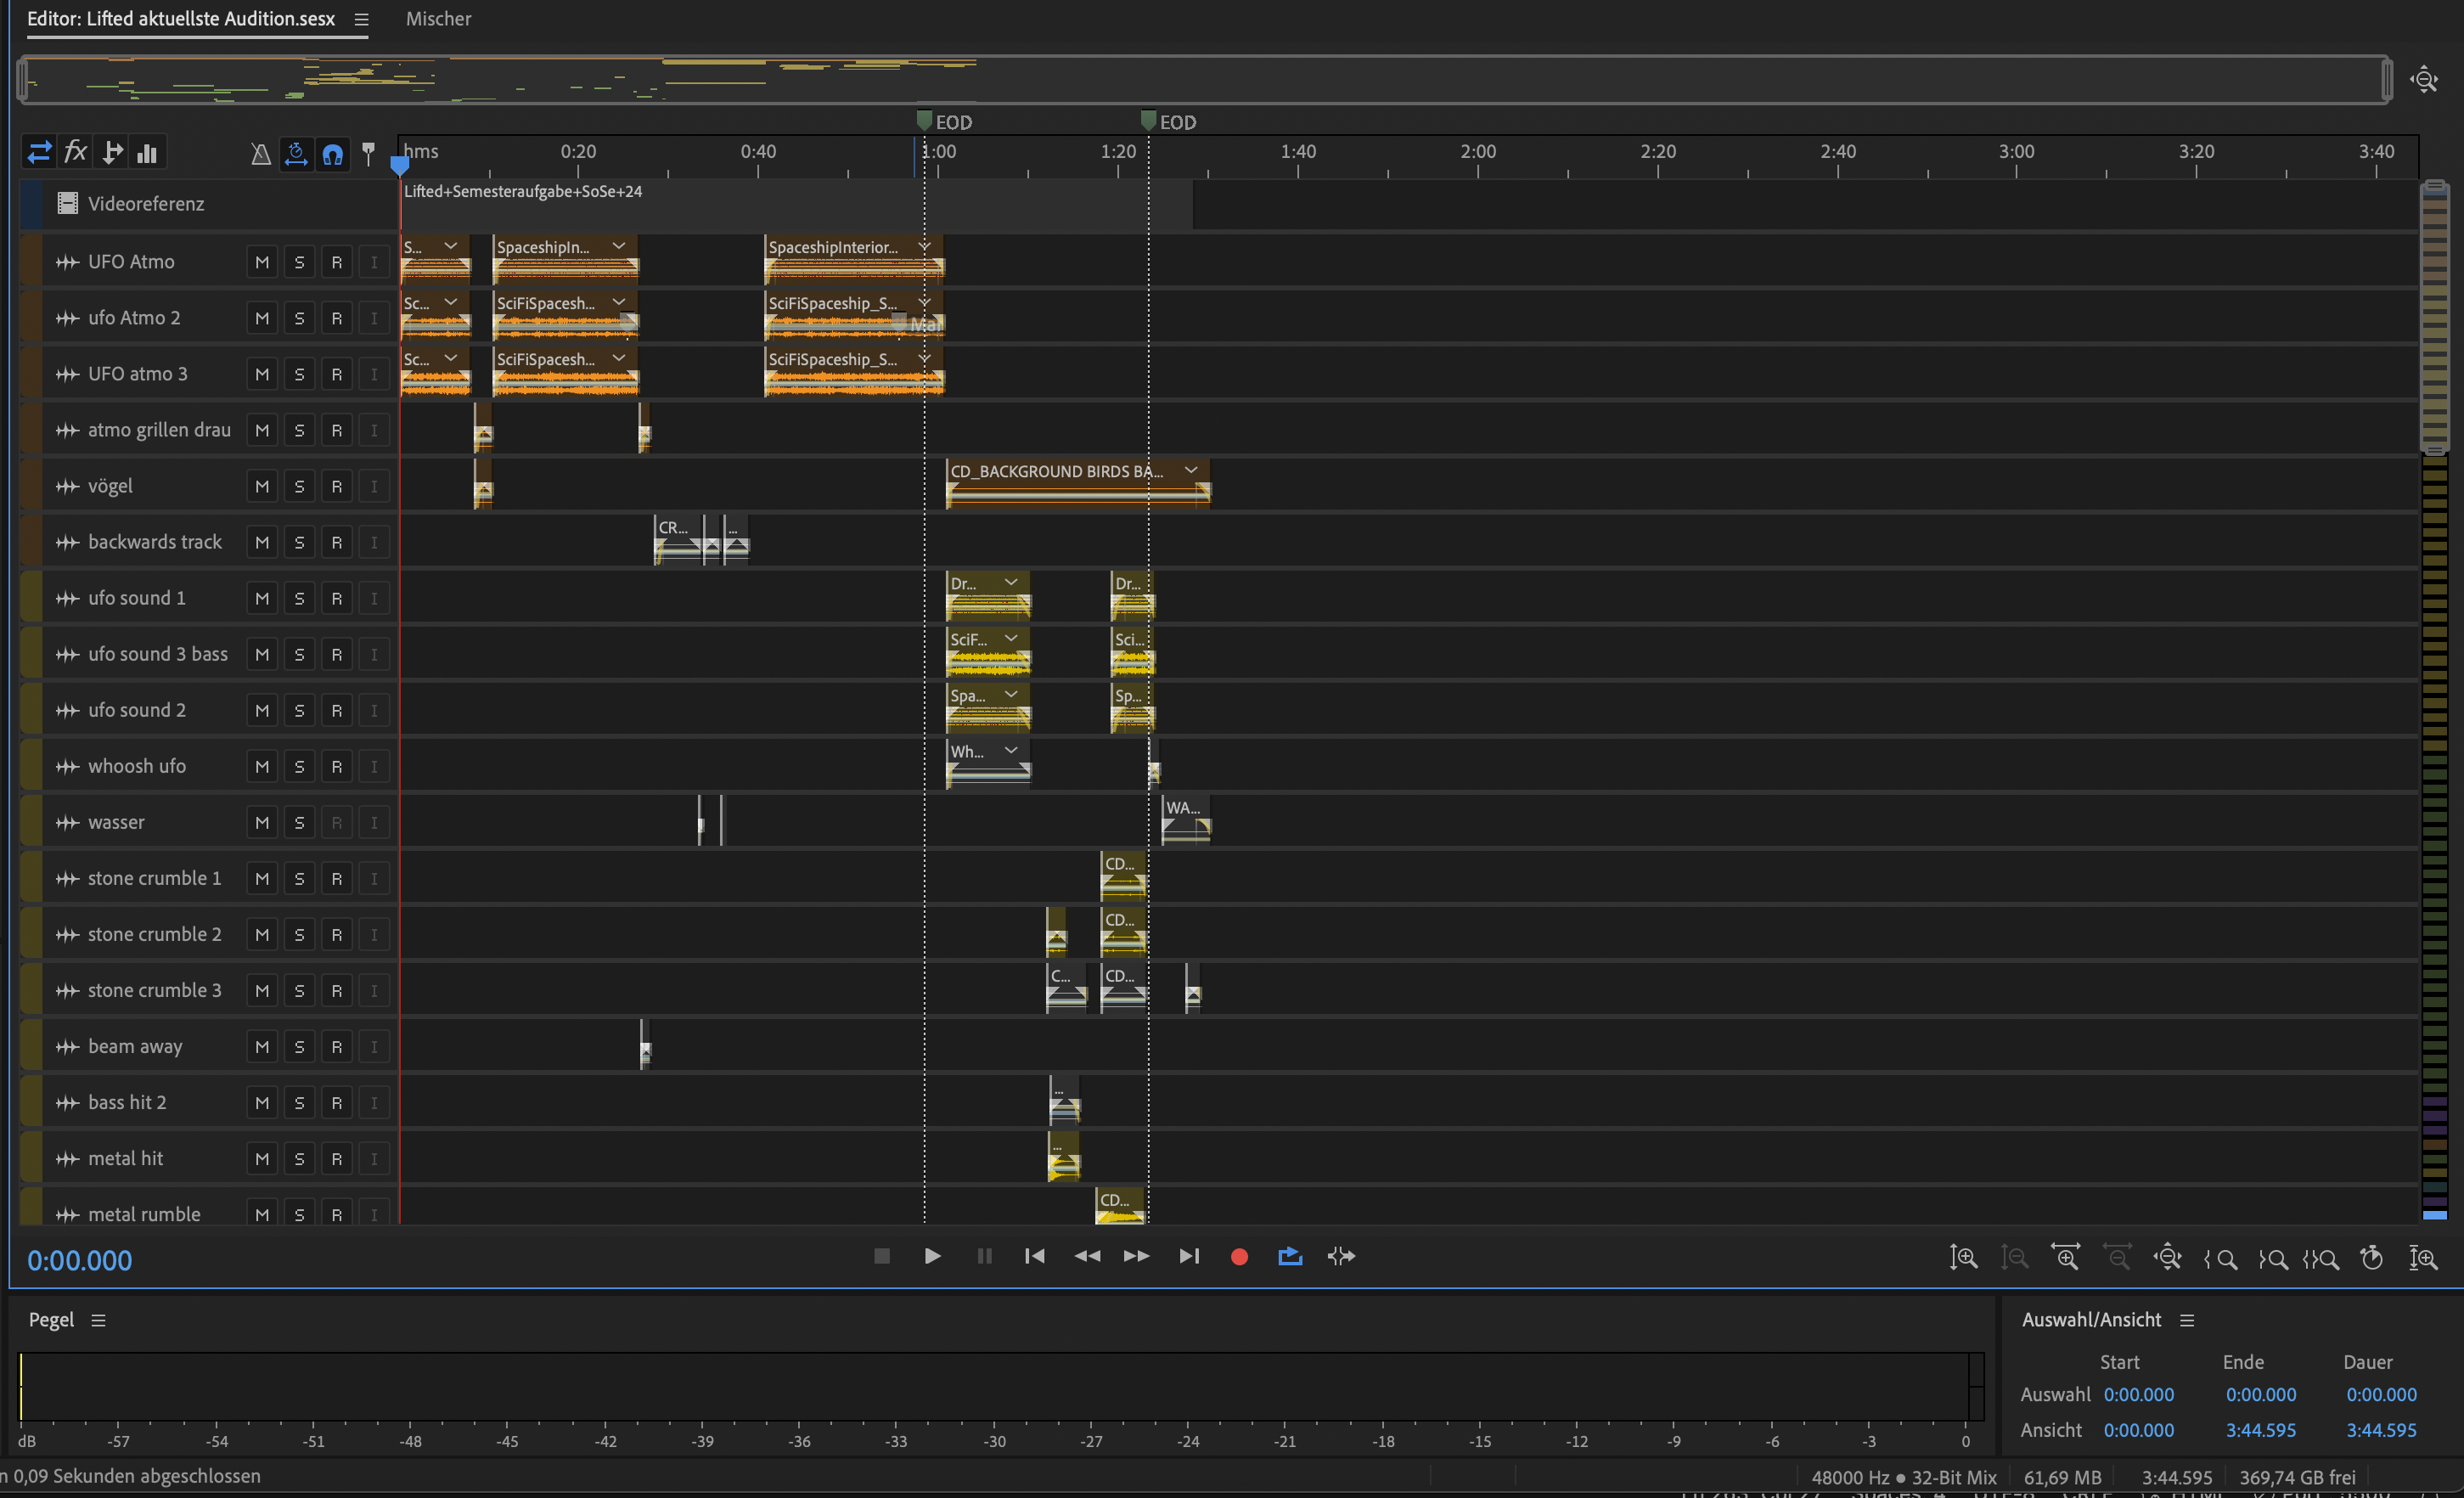 Editor: Lifted aktuellste Audition.sesx
Mischer
EOD EOD
fx
hms 0:20 0:40 1:00 1:20 1:40 2:00 2:20 2:40 3:00 3:20 3:40
Videoreferenz
Lifted+Semesteraufgabe+SoSe+24
UFO Atmo M S R I S... SpaceshipIn... SpaceshipInterior...
ufo Atmo 2 M S R I Sc... SciFiSpacesh... SciFiSpaceship_S...
Mar
UFO atmo 3 M S R I Sc... SciFiSpacesh... SciFiSpaceship_S...
atmo grillen drau M S R I
vögel M S R I CD_BACKGROUND BIRDS BA...
backwards track M S R I CR... ...
ufo sound 1 M S R I Dr... Dr...
ufo sound 3 bass M S R I SciF... Sci...
ufo sound 2 M S R I Spa... Sp...
whoosh ufo M S R I Wh...
wasser M S R I WA...
stone crumble 1 M S R I CD...
stone crumble 2 M S R I CD...
stone crumble 3 M S R I C... CD...
beam away M S R I
bass hit 2 M S R I ...
metal hit M S R I ...
metal rumble M S R I CD...
0:00.000
Pegel
dB -57 -54 -51 -48 -45 -42 -39 -36 -33 -30 -27 -24 -21 -18 -15 -12 -9 -6 -3 0
Auswahl/Ansicht
Start Ende Dauer
Auswahl 0:00.000 0:00.000 0:00.000
Ansicht 0:00.000 3:44.595 3:44.595
n 0,09 Sekunden abgeschlossen
48000 Hz ● 32-Bit Mix 61,69 MB 3:44.595 369,74 GB frei